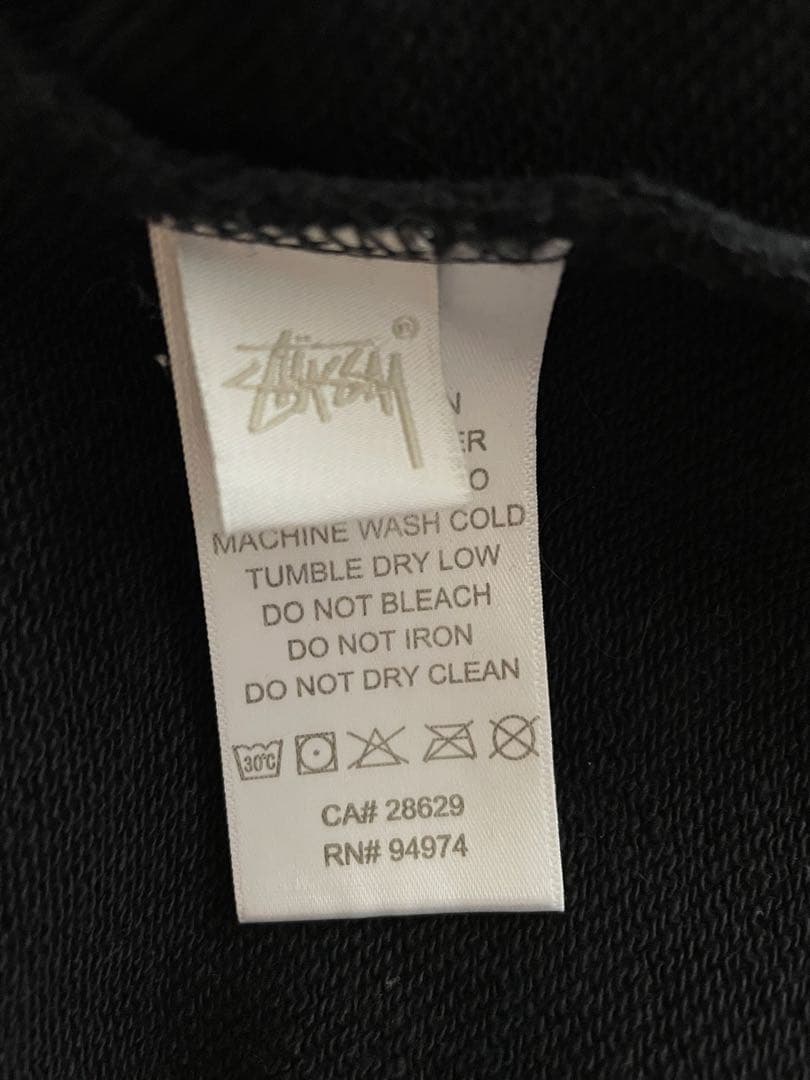 STÜSSY
N
ER
O
MACHINE WASH COLD
TUMBLE DRY LOW
DO NOT BLEACH
DO NOT IRON
DO NOT DRY CLEAN
30°C
CA# 28629
RN# 94974